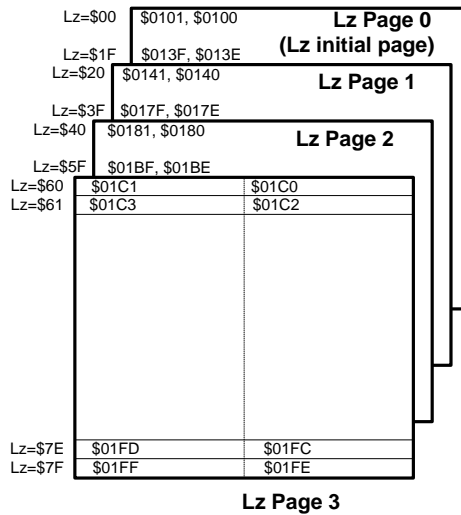 Lz=$00 $0101, $0100 Lz Page 0
(Lz initial page)
Lz=$1F $013F, $013E
Lz=$20 $0141, $0140 Lz Page 1
Lz=$3F $017F, $017E
Lz=$40 $0181, $0180 Lz Page 2
Lz=$5F $01BF, $01BE
Lz=$60 $01C1 $01C0
Lz=$61 $01C3 $01C2
Lz=$7E $01FD $01FC
Lz=$7F $01FF $01FE
Lz Page 3